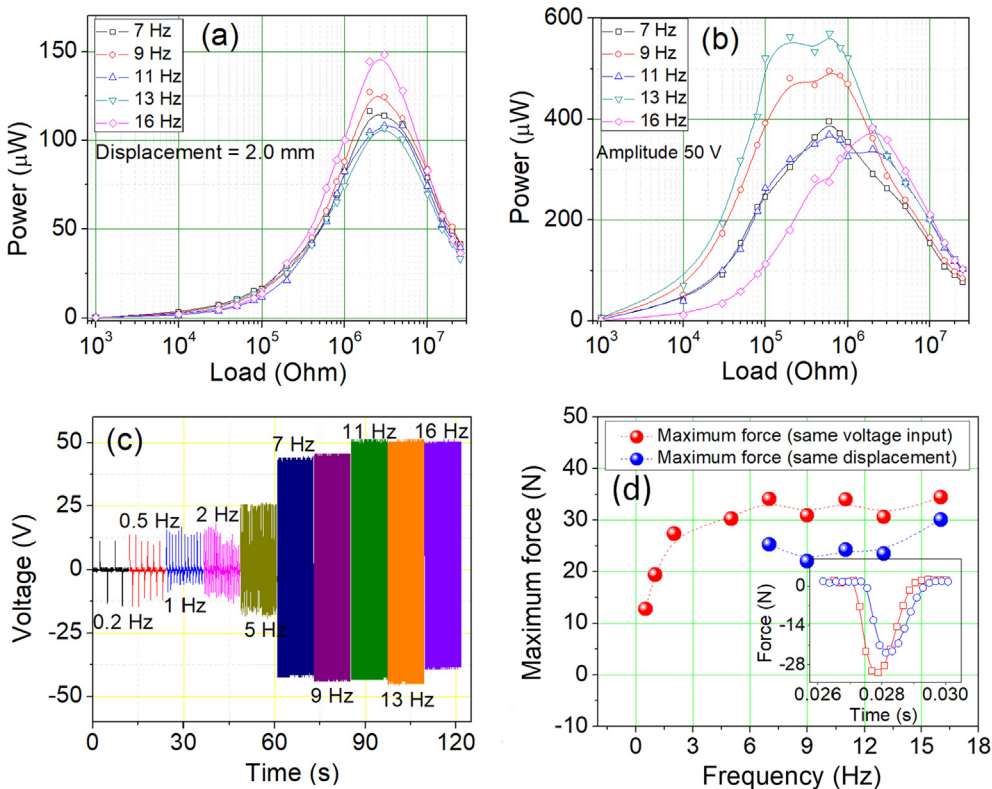 (a)
7 Hz
9 Hz
11 Hz
13 Hz
16 Hz
Displacement = 2.0 mm
Power (μW)
150
100
50
0
10³ 10⁴ 10⁵ 10⁶ 10⁷
Load (Ohm)
(b)
7 Hz
9 Hz
11 Hz
13 Hz
16 Hz
Amplitude 50 V
Power (μW)
600
400
200
0
10³ 10⁴ 10⁵ 10⁶ 10⁷
Load (Ohm)
(c)
7 Hz
11 Hz
16 Hz
0.5 Hz
2 Hz
0.2 Hz
1 Hz
5 Hz
9 Hz
13 Hz
Voltage (V)
50
25
0
-25
-50
0 30 60 90 120
Time (s)
Maximum force (same voltage input)
Maximum force (same displacement)
(d)
Maximum force (N)
50
40
30
20
10
0
-10
0 3 6 9 12 15 18
Frequency (Hz)
Force (N)
0
-14
-28
0.026 0.028 0.030
Time (s)